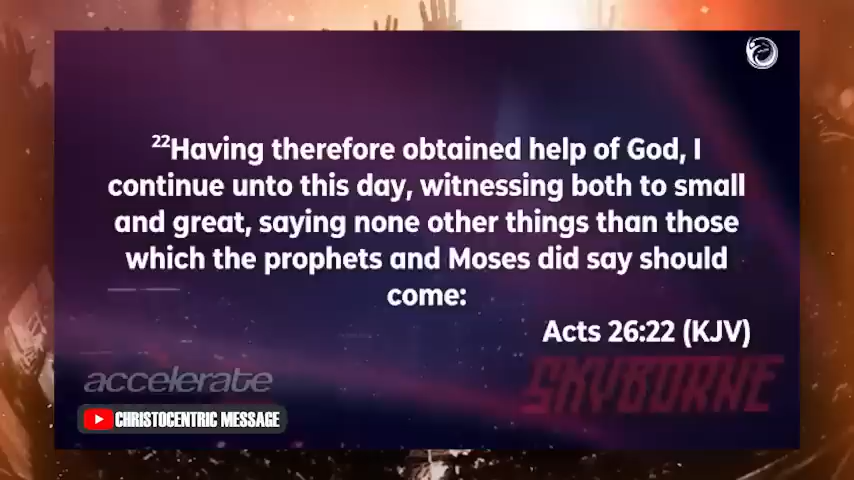 ²²Having therefore obtained help of God, I
continue unto this day, witnessing both to small
and great, saying none other things than those
which the prophets and Moses did say should
come:
Acts 26:22 (KJV)
accelerate
SKYBORNE
CHRISTOCENTRIC MESSAGE